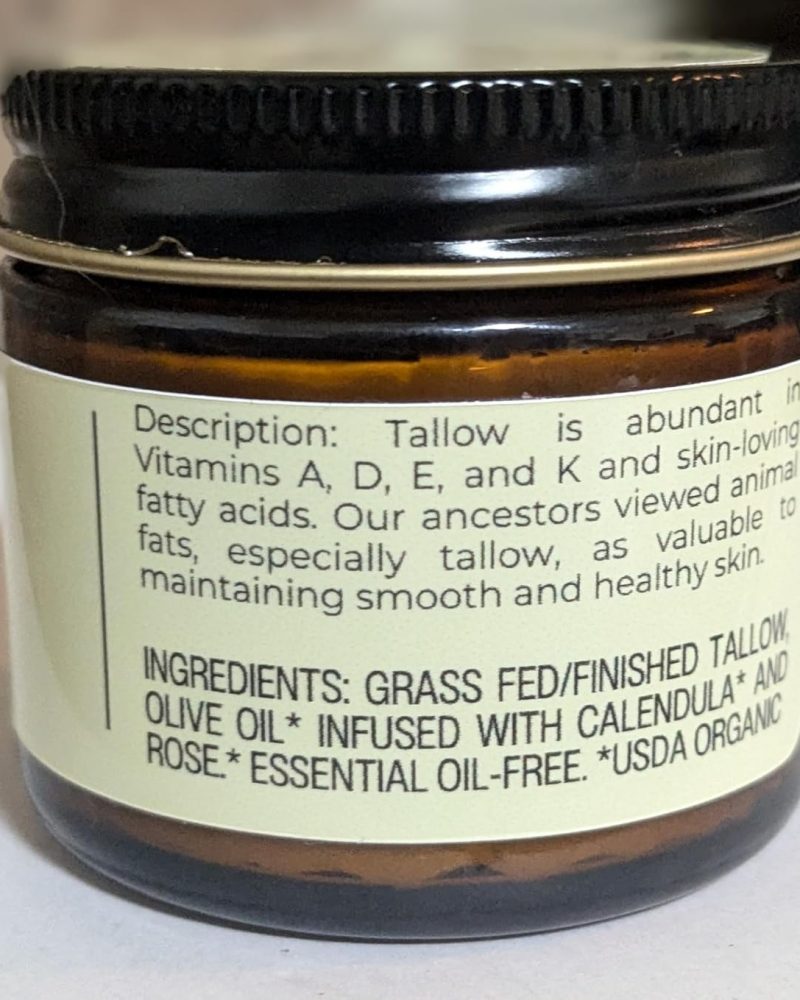 Description: Tallow is abundant in
Vitamins A, D, E, and K and skin-loving
fatty acids. Our ancestors viewed animal
fats, especially tallow, as valuable to
maintaining smooth and healthy skin.
INGREDIENTS: GRASS FED/FINISHED TALLOW,
OLIVE OIL* INFUSED WITH CALENDULA* AND
ROSE.* ESSENTIAL OIL-FREE. *USDA ORGANIC